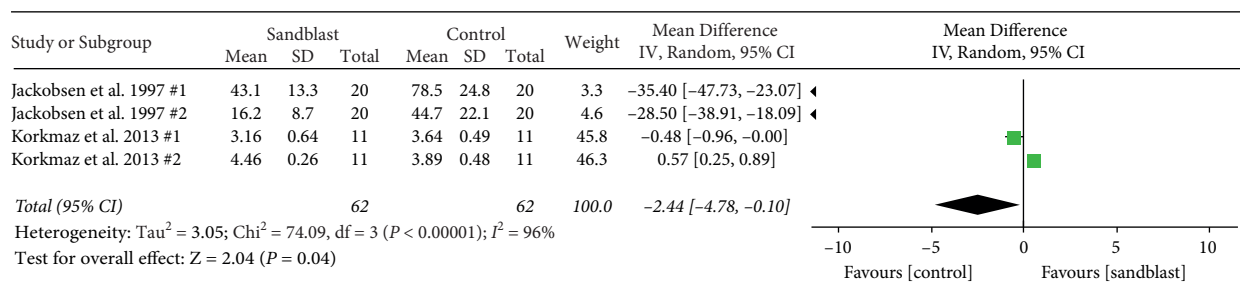 Study or Subgroup Sandblast Control Weight Mean Difference Mean Difference
Mean SD Total Mean SD Total IV, Random, 95% CI IV, Random, 95% CI
Jackobsen et al. 1997 #1 43.1 13.3 20 78.5 24.8 20 3.3 −35.40 [−47.73, −23.07]
Jackobsen et al. 1997 #2 16.2 8.7 20 44.7 22.1 20 4.6 −28.50 [−38.91, −18.09]
Korkmaz et al. 2013 #1 3.16 0.64 11 3.64 0.49 11 45.8 −0.48 [−0.96, −0.00]
Korkmaz et al. 2013 #2 4.46 0.26 11 3.89 0.48 11 46.3 0.57 [0.25, 0.89]
Total (95% CI) 62 62 100.0 −2.44 [−4.78, −0.10]
Heterogeneity: Tau² = 3.05; Chi² = 74.09, df = 3 (P < 0.00001); I² = 96%
Test for overall effect: Z = 2.04 (P = 0.04)
−10 −5 0 5 10
Favours [control] Favours [sandblast]